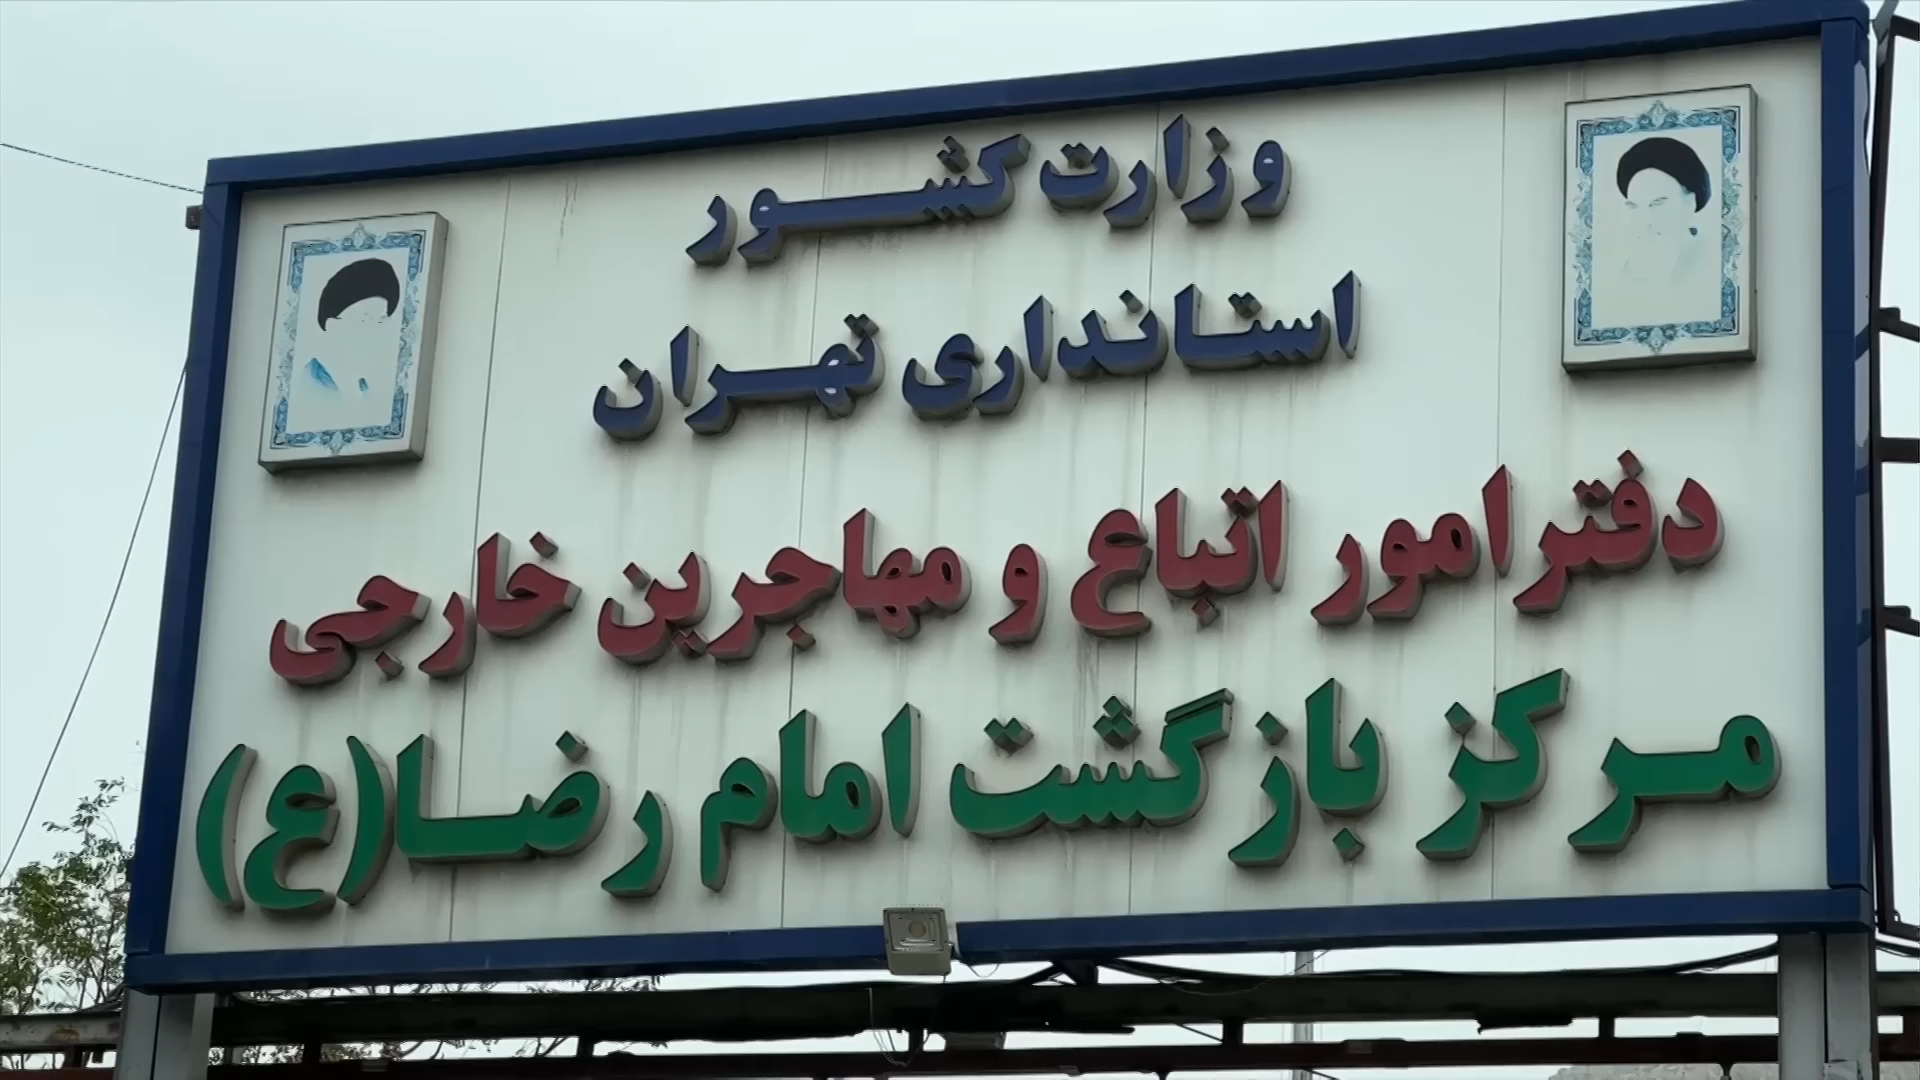 وزارت کشور
استانداری تهران
دفتر امور اتباع و مهاجرین خارجی
مرکز بازگشت امام رضا(ع)